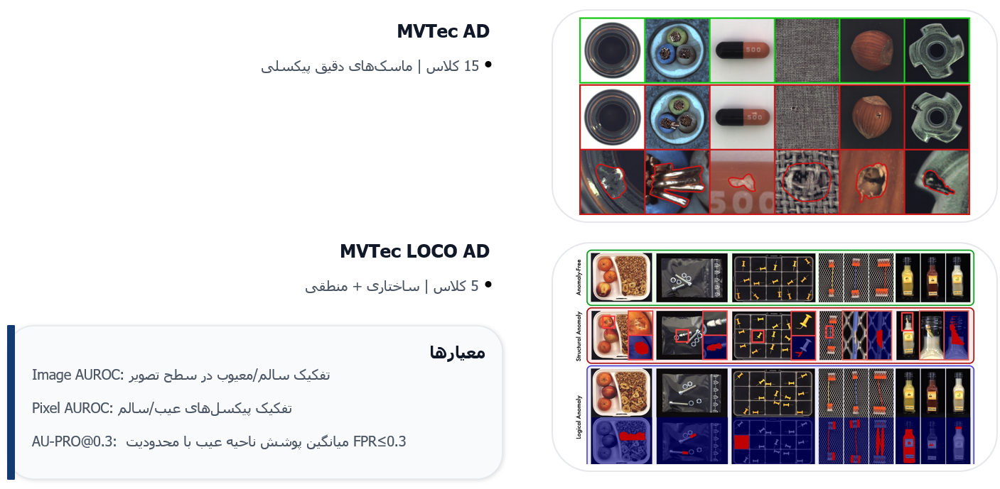 MVTec AD
• 15 کلاس | ماسک‌های دقیق پیکسلی
500
500
500
MVTec LOCO AD
• 5 کلاس | ساختاری + منطقی
معیارها
Image AUROC: تفکیک سالم/معیوب در سطح تصویر
Pixel AUROC: تفکیک پیکسل‌های عیب/سالم
AU-PRO@0.3: میانگین پوشش ناحیه عیب با محدودیت FPR≤0.3
Anomaly-Free
Structural Anomaly
Logical Anomaly